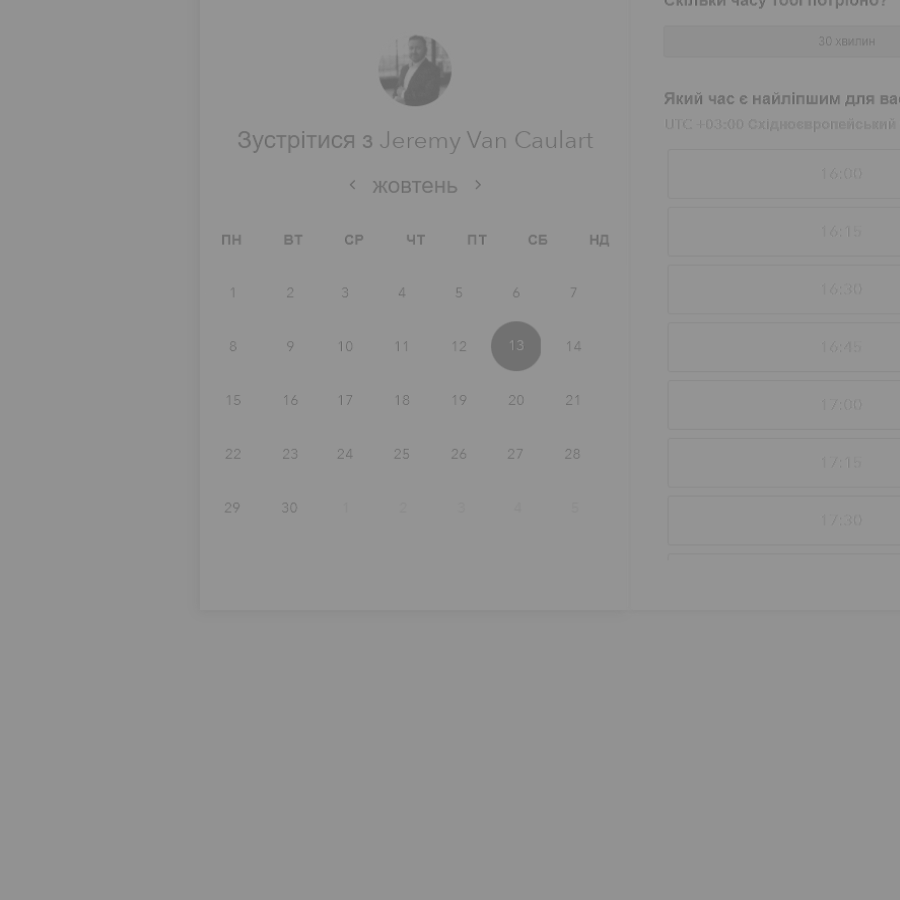 Скільки часу тобі потрібно?
30 хвилин
Зустрітися з Jeremy Van Caulart
жовтень
ПН ВТ СР ЧТ ПТ СБ НД
1 2 3 4 5 6 7
8 9 10 11 12 13 14
15 16 17 18 19 20 21
22 23 24 25 26 27 28
29 30 1 2 3 4 5
Який час є найліпшим для ва
UTC +03:00 Східноєвропейський
16:00
16:15
16:30
16:45
17:00
17:15
17:30